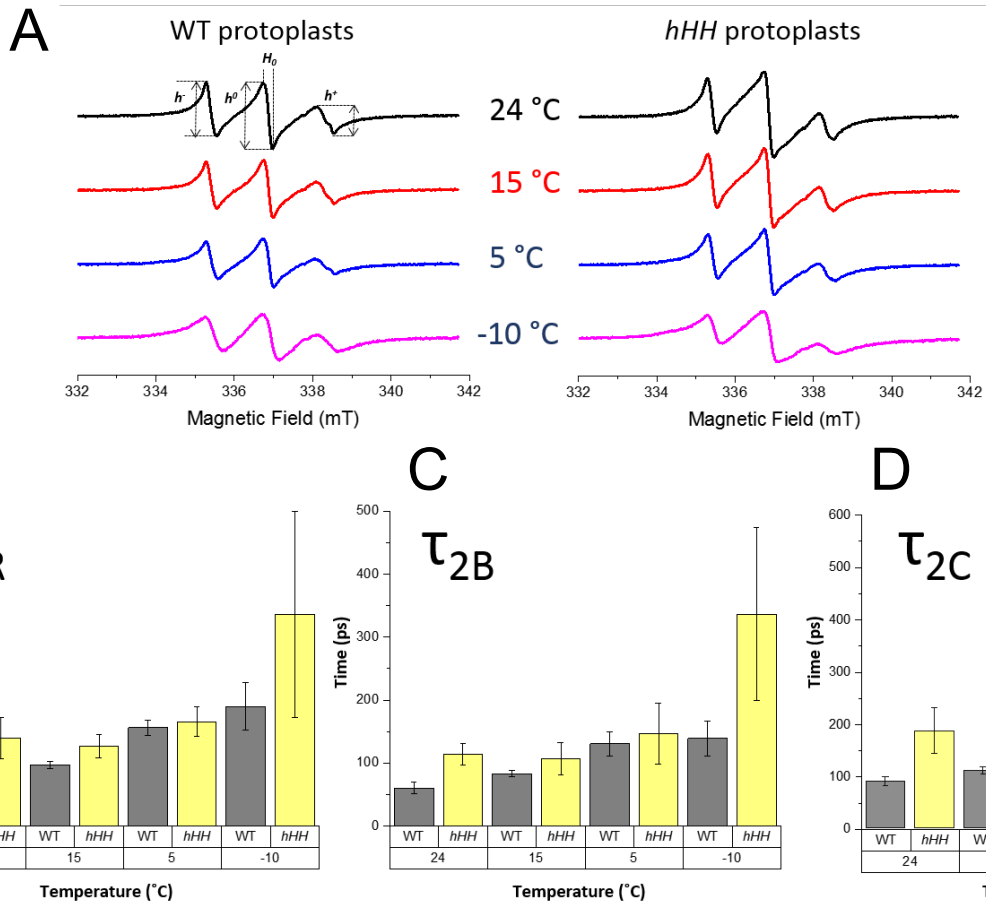 A
WT protoplasts
hHH protoplasts
H0
h-
h0
h+
24 °C
15 °C
5 °C
-10 °C
332 334 336 338 340 342
332 334 336 338 340 342
Magnetic Field (mT)
Magnetic Field (mT)
C
D
500
400
300
200
100
0
600
500
400
300
200
100
0
τ2B
τ2C
Time (ps)
Time (ps)
HH WT hHH WT hHH WT hHH
15 5 -10
WT hHH WT hHH WT hHH WT hHH
24 15 5 -10
WT hHH
24
Temperature (˚C)
Temperature (˚C)